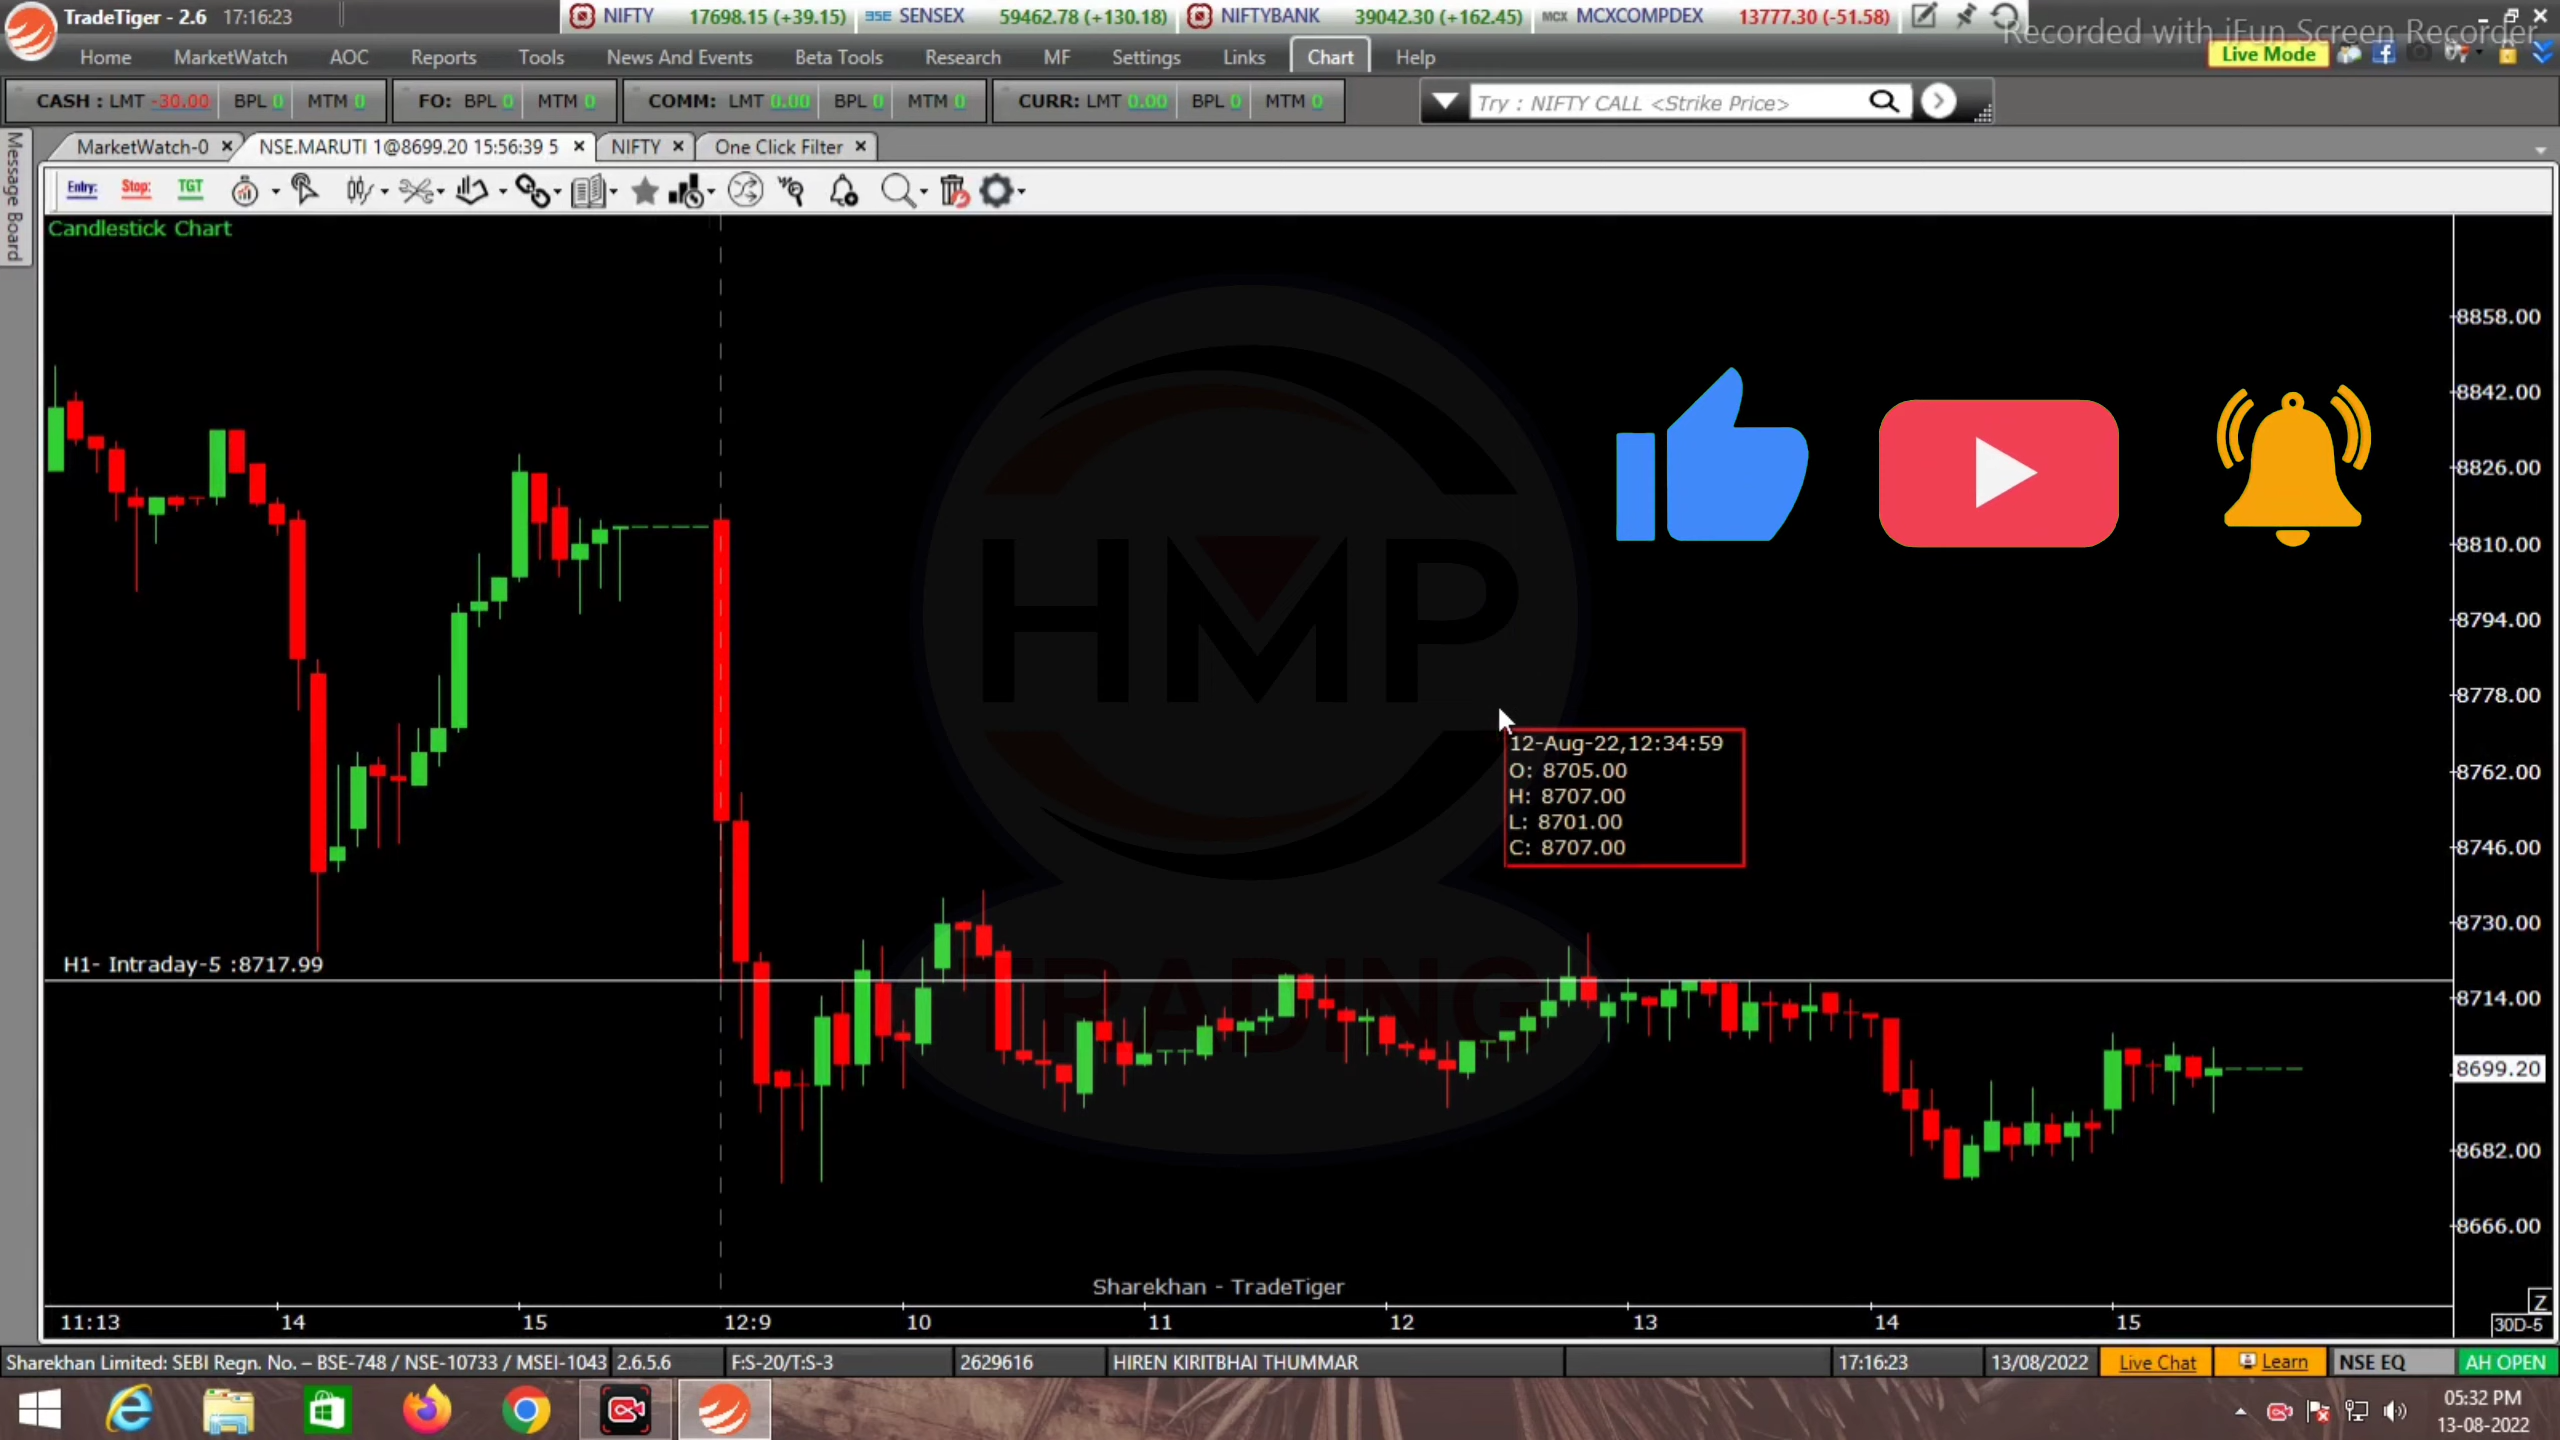 TradeTiger - 2.6 17:16:23
NIFTY 17698.15 (+39.15) BSE SENSEX 59462.78 (+130.18) NIFTYBANK 39042.30 (+162.45) MCX MCXCOMPDEX 13777.30 (-51.58)
Recorded with iFun Screen Recorder
Home MarketWatch AOC Reports Tools News And Events Beta Tools Research MF Settings Links Chart Help
Live Mode
CASH : LMT -30.00 BPL 0 MTM 0 FO: BPL 0 MTM 0 COMM: LMT 0.00 BPL 0 MTM 0 CURR: LMT 0.00 BPL 0 MTM 0
Try : NIFTY CALL <Strike Price>
Message Board
MarketWatch-0 NSE.MARUTI 1@8699.20 15:56:39 5 NIFTY One Click Filter
Entry: Stop: TGT
Candlestick Chart
8858.00
8842.00
8826.00
8810.00
8794.00
8778.00
8762.00
8746.00
8730.00
8714.00
8699.20
8682.00
8666.00
HMP
TRADING
12-Aug-22,12:34:59
O: 8705.00
H: 8707.00
L: 8701.00
C: 8707.00
H1- Intraday-5 :8717.99
Sharekhan - TradeTiger
Z
11:13 14 15 12:9 10 11 12 13 14 15
30D-5
Sharekhan Limited: SEBI Regn. No. – BSE-748 / NSE-10733 / MSEI-1043 2.6.5.6 F:S-20/T:S-3 2629616 HIREN KIRITBHAI THUMMAR 17:16:23 13/08/2022 Live Chat Learn NSE EQ AH OPEN
05:32 PM
13-08-2022